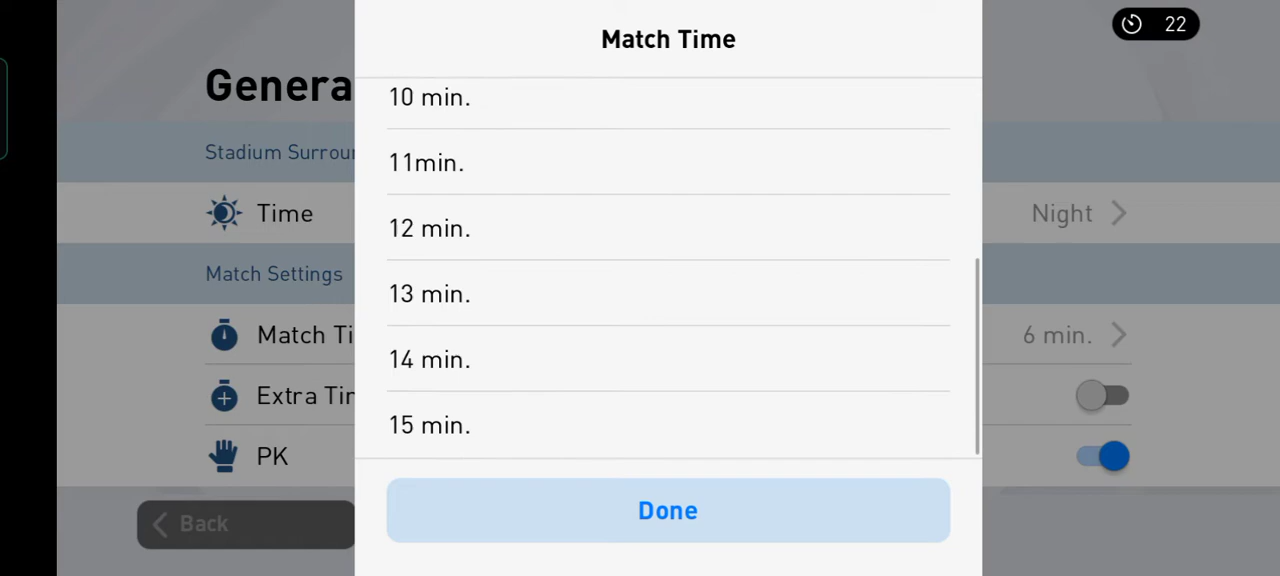 Match Time
22
Genera
10 min.
Stadium Surrou
11min.
Time
Night
12 min.
Match Settings
13 min.
Match Ti
6 min.
14 min.
Extra Tin
15 min.
PK
Back
Done